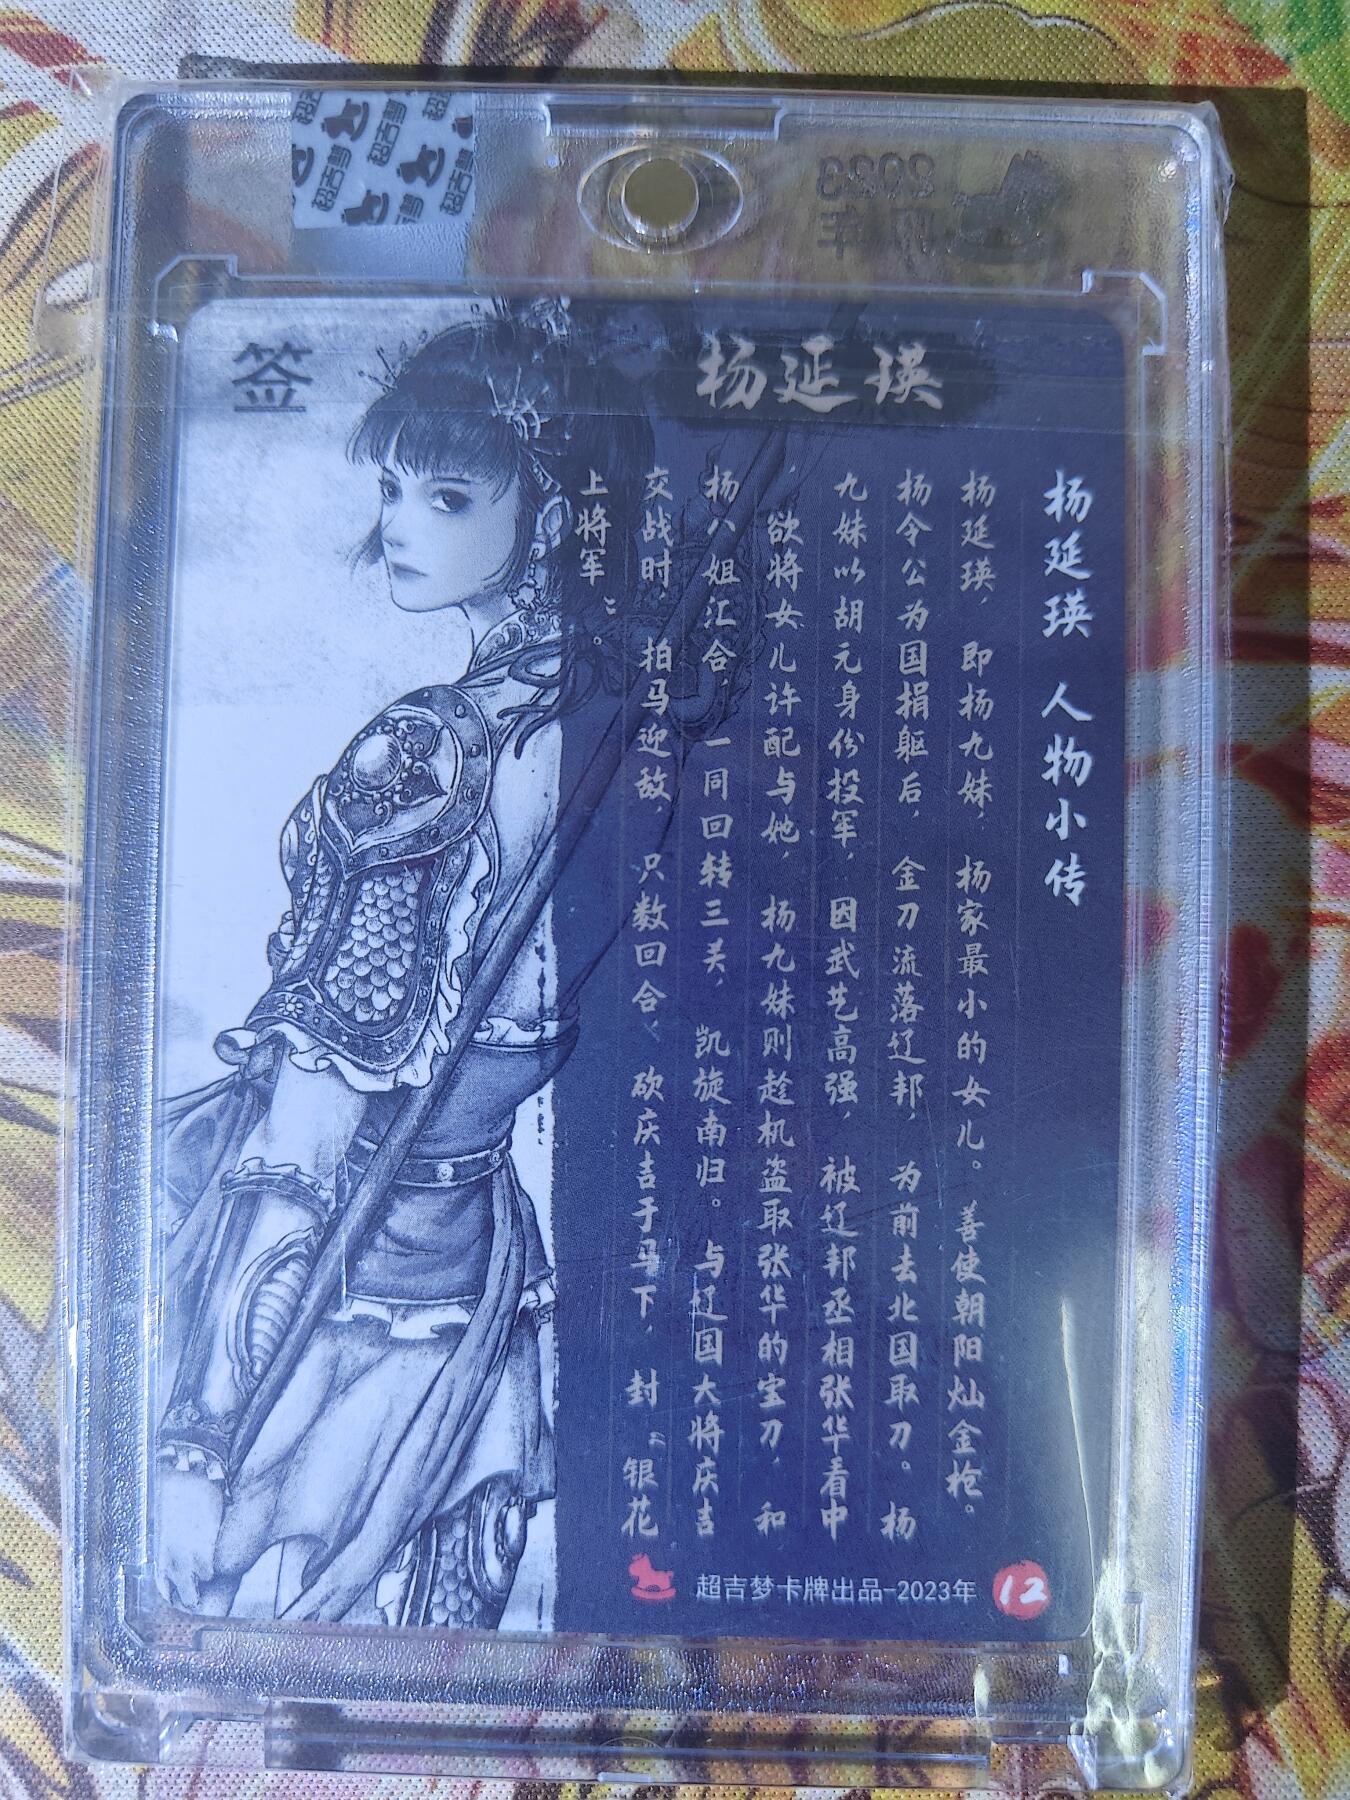 超吉梦
2023
签
杨延瑛
杨延瑛 人物小传
杨延瑛，即杨九妹，杨家最小的女儿。善使朝阳灿金枪。
杨令公为国捐躯后，金刀流落辽邦，为前去北国取刀。杨
九妹以胡元身份投军，因武艺高强，被辽邦丞相张华看中
，欲将女儿许配与她，杨九妹则趁机盗取张华的宝刀，和
杨八姐汇合，一同回转三关，凯旋南归。与辽国大将庆吉
交战时，拍马迎敌，只数回合，砍庆吉于马下，封“银花
上将军”。
超吉梦卡牌出品-2023年
12